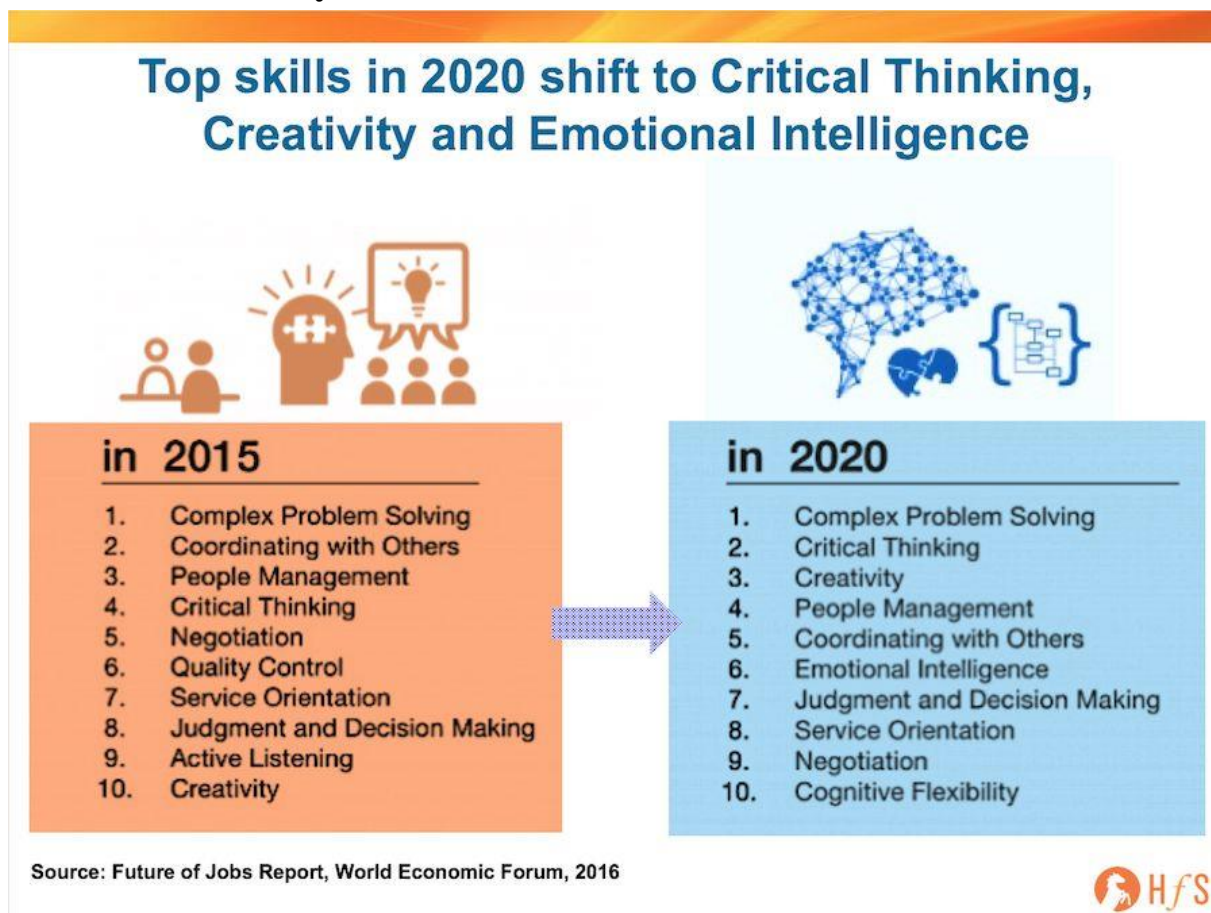 Top skills in 2020 shift to Critical Thinking,
Creativity and Emotional Intelligence
in 2015
1. Complex Problem Solving
2. Coordinating with Others
3. People Management
4. Critical Thinking
5. Negotiation
6. Quality Control
7. Service Orientation
8. Judgment and Decision Making
9. Active Listening
10. Creativity
in 2020
1. Complex Problem Solving
2. Critical Thinking
3. Creativity
4. People Management
5. Coordinating with Others
6. Emotional Intelligence
7. Judgment and Decision Making
8. Service Orientation
9. Negotiation
10. Cognitive Flexibility
Source: Future of Jobs Report, World Economic Forum, 2016
HfS